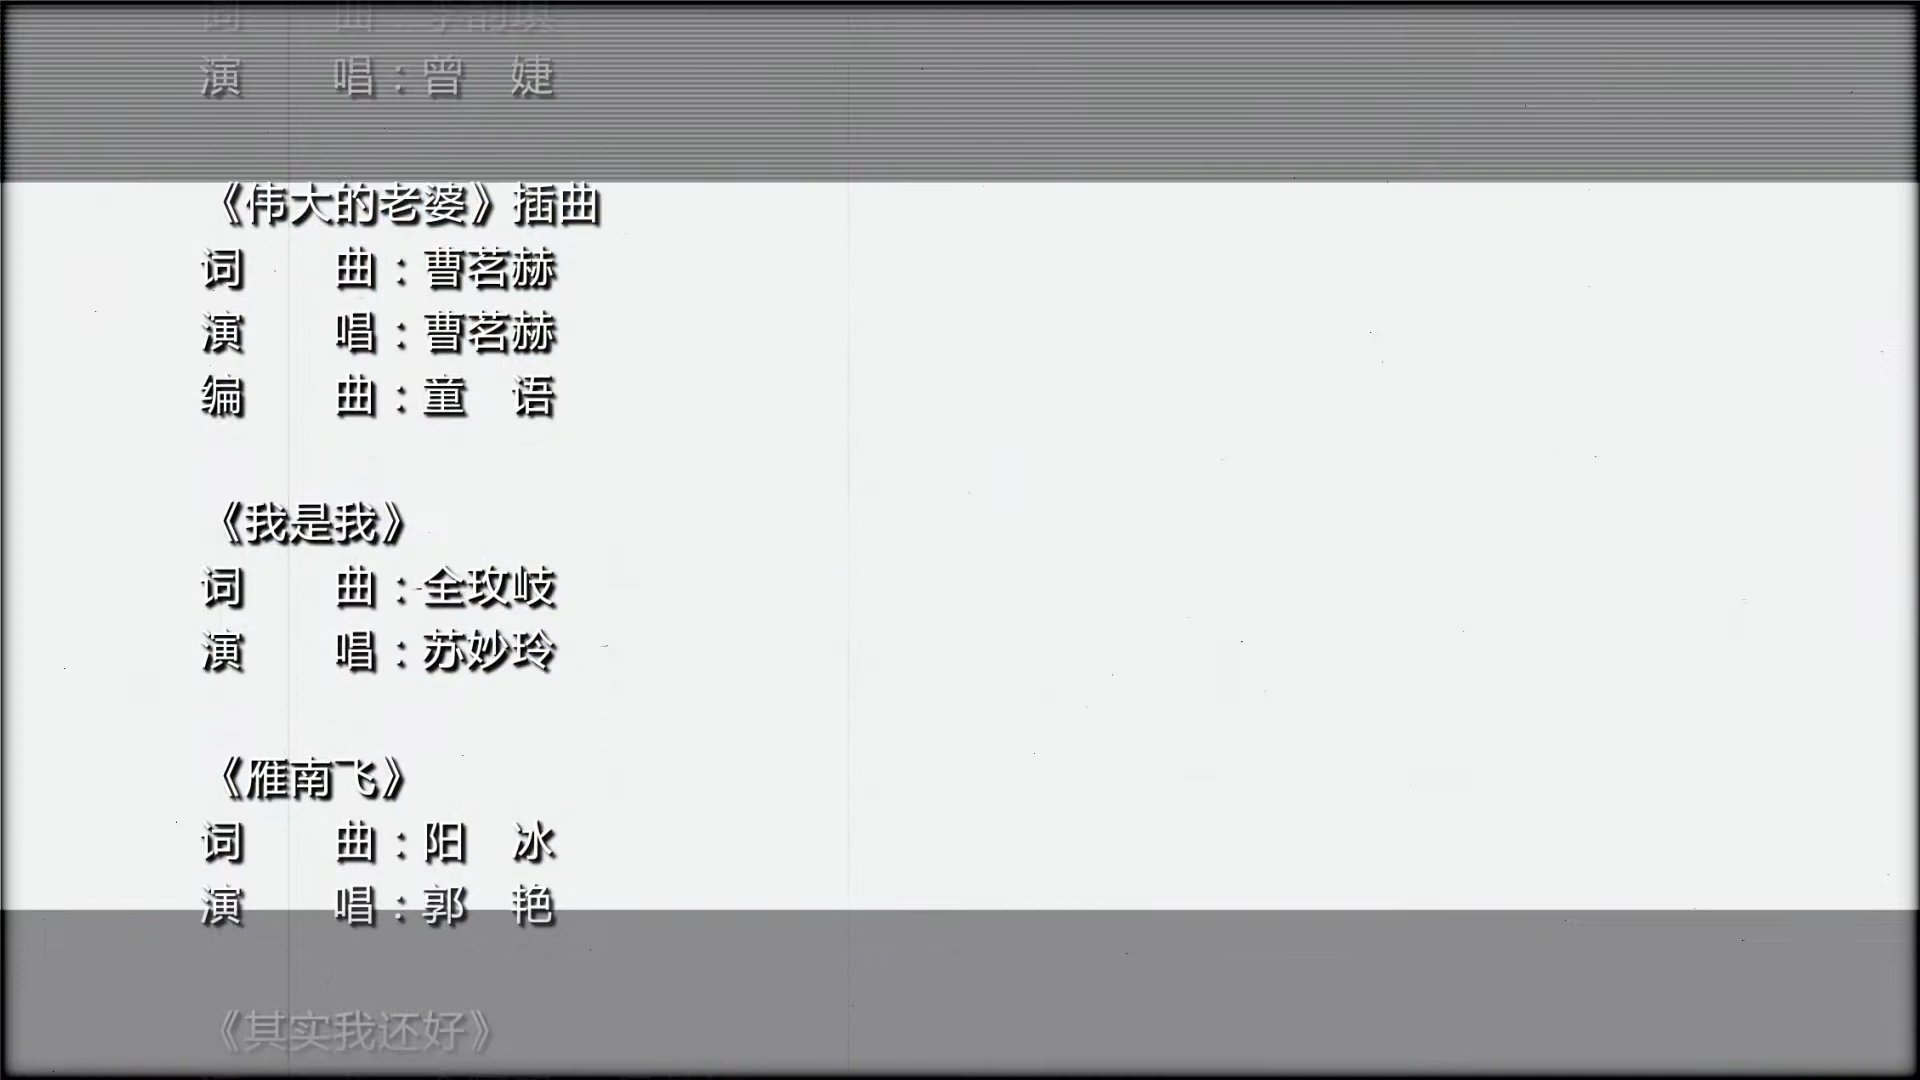 演　　唱：曾　婕
《伟大的老婆》插曲
词　　曲：曹茗赫
演　　唱：曹茗赫
编　　曲：童　语
《我是我》
词　　曲：全玫岐
演　　唱：苏妙玲
《雁南飞》
词　　曲：阳　冰
演　　唱：郭　艳
《其实我还好》